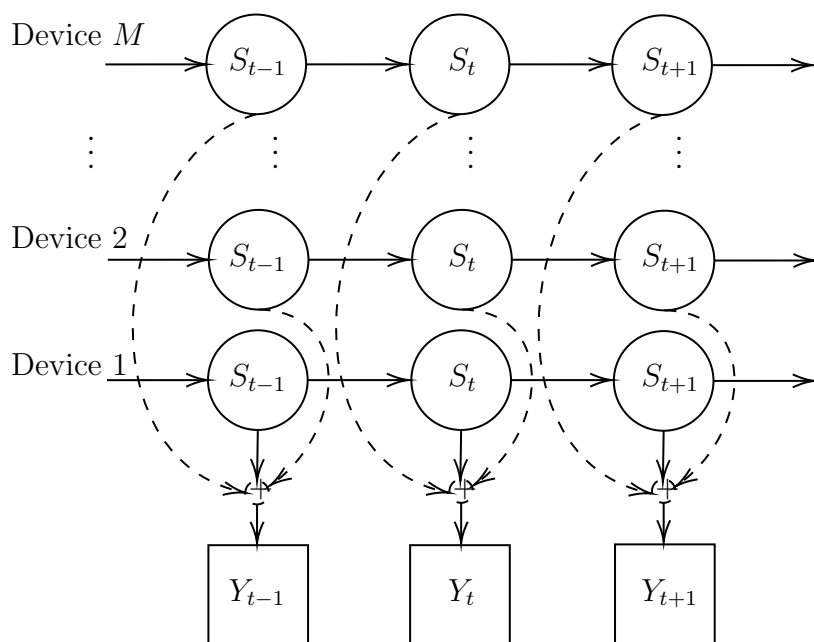 Device M
S_{t−1} S_t S_{t+1}
⋮ ⋮ ⋮ ⋮
Device 2
S_{t−1} S_t S_{t+1}
Device 1
S_{t−1} S_t S_{t+1}
+ + +
Y_{t−1} Y_t Y_{t+1}